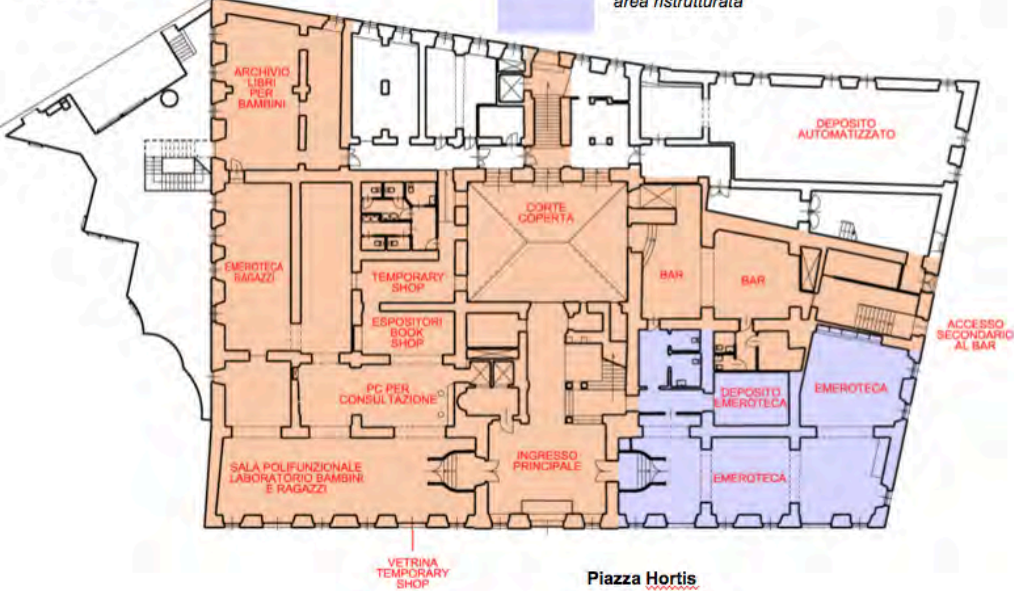 area ristrutturata
ARCHIVIO
LIBRI
PER
BAMBINI
DEPOSITO
AUTOMATIZZATO
CORTE
COPERTA
EMEROTECA
RAGAZZI
TEMPORARY
SHOP
BAR
BAR
ESPOSITORI
BOOK
SHOP
ACCESSO
SECONDARIO
AL BAR
PC PER
CONSULTAZIONE
DEPOSITO
EMEROTECA
EMEROTECA
SALA POLIFUNZIONALE
LABORATORIO BAMBINI
E RAGAZZI
INGRESSO
PRINCIPALE
EMEROTECA
VETRINA
TEMPORARY
SHOP
Piazza Hortis